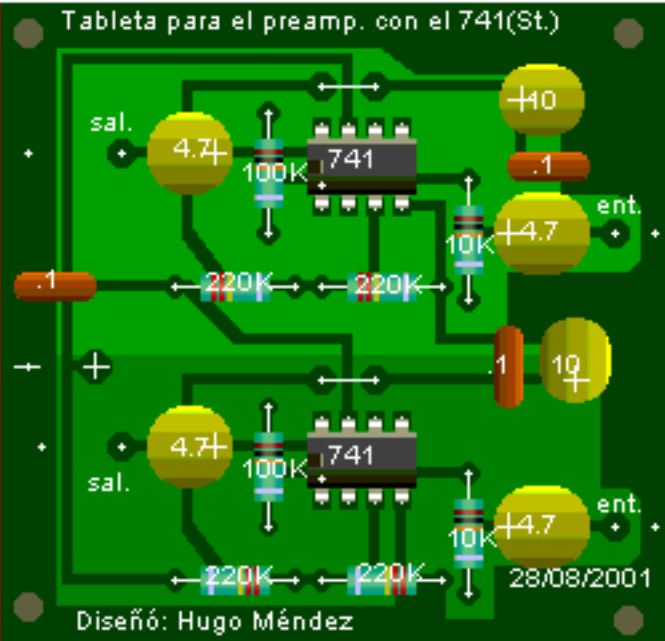 Tableta para el preamp. con el 741(St.)
40
sal.
4.7
741
.1
100K
ent.
10K
4.7
.1
220K
220K
.1
10
4.7
741
sal.
100K
ent.
10K
4.7
220K
220K
28/08/2001
Diseñó: Hugo Méndez